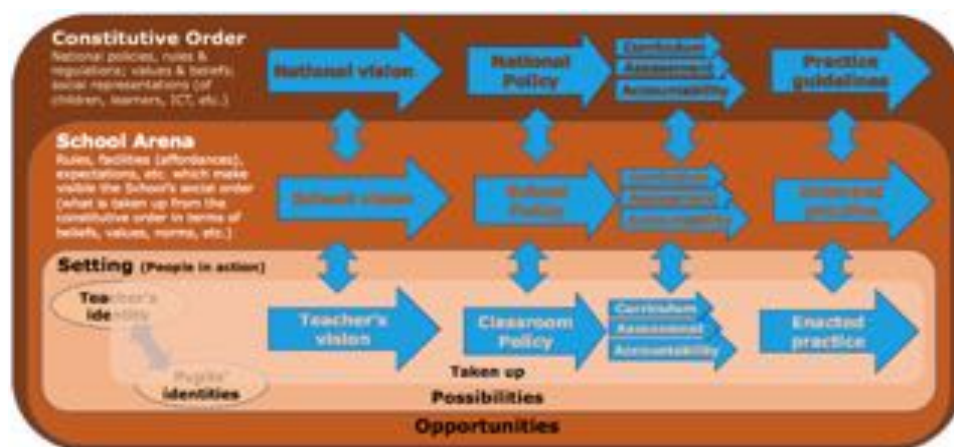 Constitutive Order
National policies, rules &
regulations; values & beliefs;
social representations (of
children, learners, ICT, etc.)
National vision
National
Policy
Curriculum
Assessment
Accountability
Practice
guidelines
School Arena
Rules, facilities (affordances),
expectations, etc. which make
visible the School's social order
(what is taken up from the
constitutive order in terms of
beliefs, values, norms, etc.)
School vision
School
Policy
Accountability
practice
Setting (People in action)
Teacher's
identity
Pupils'
identities
Teacher's
vision
Classroom
Policy
Curriculum
Assessment
Accountability
Enacted
practice
Taken up
Possibilities
Opportunities